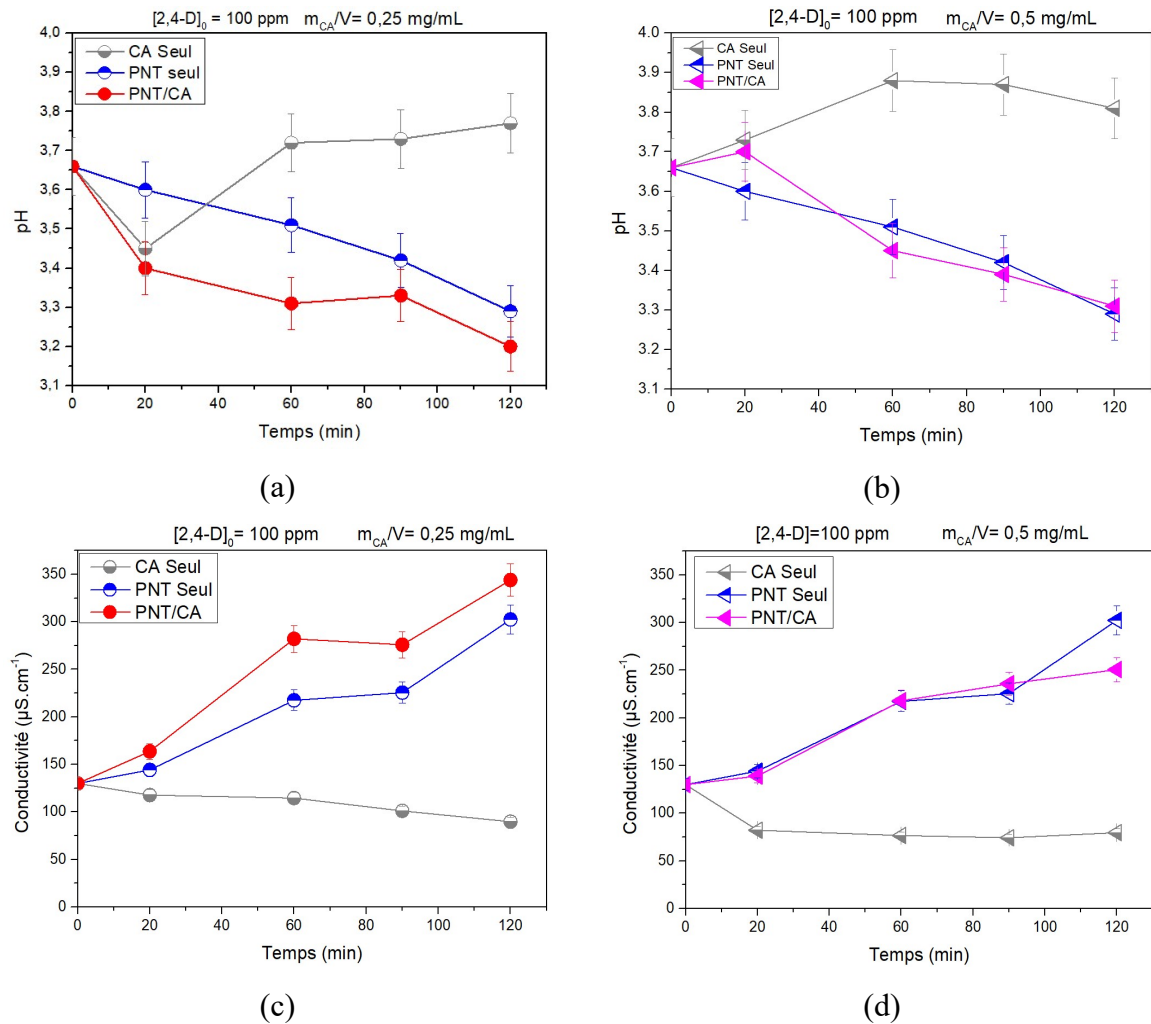 [2,4-D]₀ = 100 ppm m_CA/V= 0,25 mg/mL
4,0
3,9
3,8
3,7
3,6
3,5
3,4
3,3
3,2
3,1
pH
CA Seul
PNT seul
PNT/CA
0 20 40 60 80 100 120
Temps (min)
(a)
[2,4-D]₀ = 100 ppm m_CA/V= 0,5 mg/mL
4.0
3.9
3.8
3.7
3.6
3.5
3.4
3.3
3.2
3.1
pH
CA Seul
PNT Seul
PNT/CA
0 20 40 60 80 100 120
Temps (min)
(b)
[2,4-D]₀= 100 ppm m_CA/V= 0,25 mg/mL
350
300
250
200
150
100
50
0
Conductivité (µS.cm⁻¹)
CA Seul
PNT Seul
PNT/CA
0 20 40 60 80 100 120
Temps (min)
(c)
[2,4-D]=100 ppm m_CA/V= 0,5 mg/mL
350
300
250
200
150
100
50
0
Conductivité (µS.cm⁻¹)
CA Seul
PNT Seul
PNT/CA
0 20 40 60 80 100 120
Temps (min)
(d)